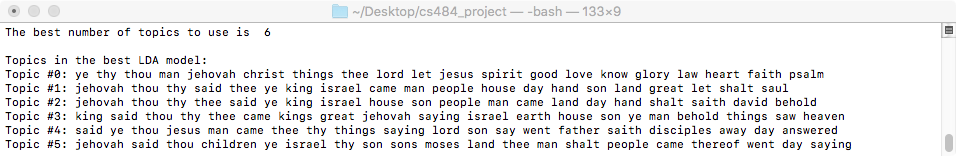 ~/Desktop/cs484_project — -bash — 133×9
The best number of topics to use is  6
Topics in the best LDA model:
Topic #0: ye thy thou man jehovah christ things thee lord let jesus spirit good love know glory law heart faith psalm
Topic #1: jehovah thou thy said thee ye king israel came man people house day hand son land great let shalt saul
Topic #2: jehovah thou thy thee said ye king israel house son people man came land day hand shalt saith david behold
Topic #3: king said thou thy thee came kings great jehovah saying israel earth house son ye man behold things saw heaven
Topic #4: said ye thou jesus man came thee thy things saying lord son say went father saith disciples away day answered
Topic #5: jehovah said thou children ye israel thy son sons moses land thee man shalt people came thereof went day saying